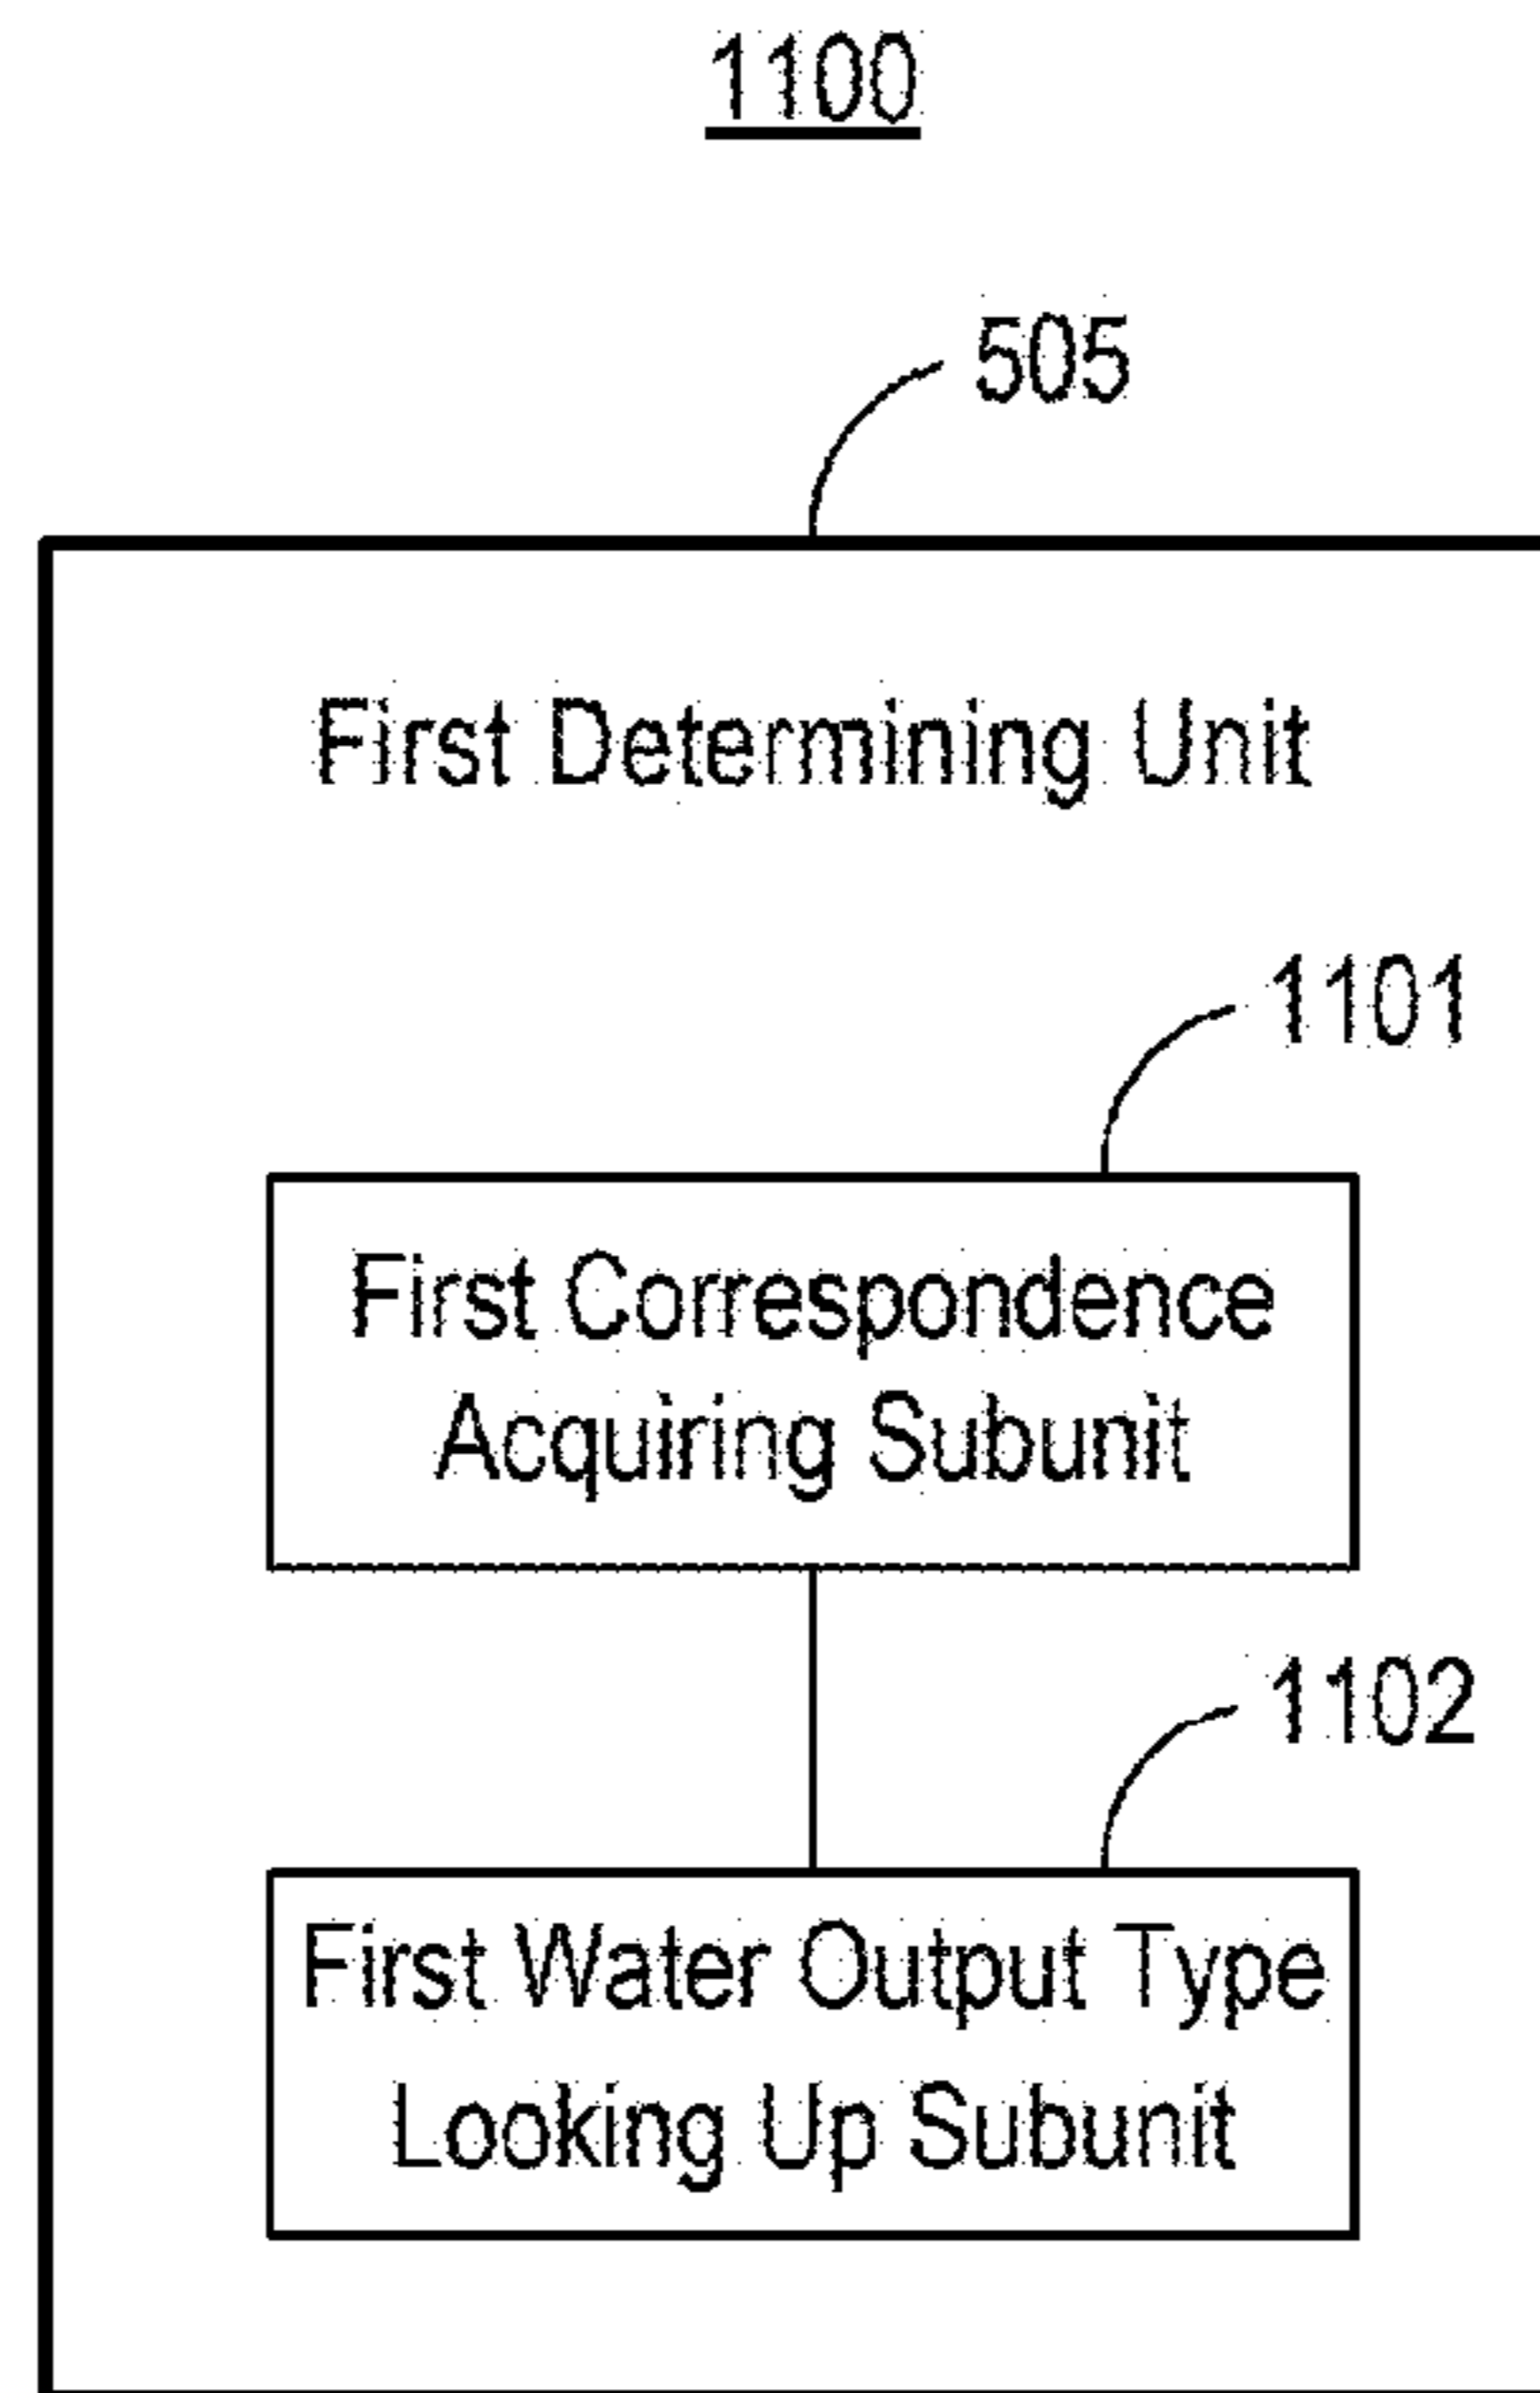 1100
505
First Determining Unit
1101
First Correspondence
Acquiring Subunit
1102
First Water Output Type
Looking Up Subunit